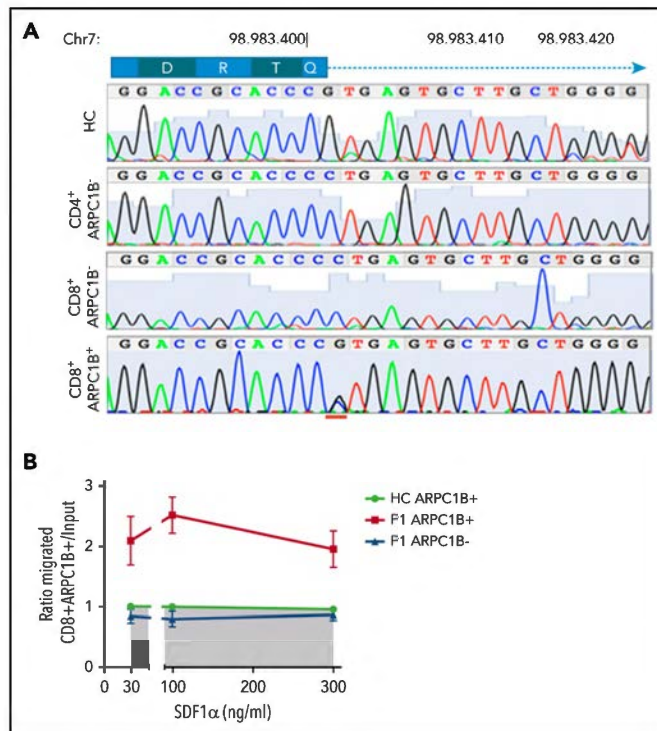 A
Chr7: 98.983.400| 98.983.410 98.983.420
D R T Q
HC
G G A C C G C A C C C G T G A G T G C T T G C T G G G G
CD4+
ARPC1B-
G G A C C G C A C C C C T G A G T G C T T G C T G G G G
CD8+
ARPC1B-
G G A C C G C A C C C C T G A G T G C T T G C T G G G G
CD8+
ARPC1B+
G G A C C G C A C C C G T G A G T G C T T G C T G G G G
B
Ratio migrated
CD8+ARPC1B+/Input
3
2
1
0
0 30 100 200 300
SDF1α (ng/ml)
HC ARPC1B+
F1 ARPC1B+
F1 ARPC1B-